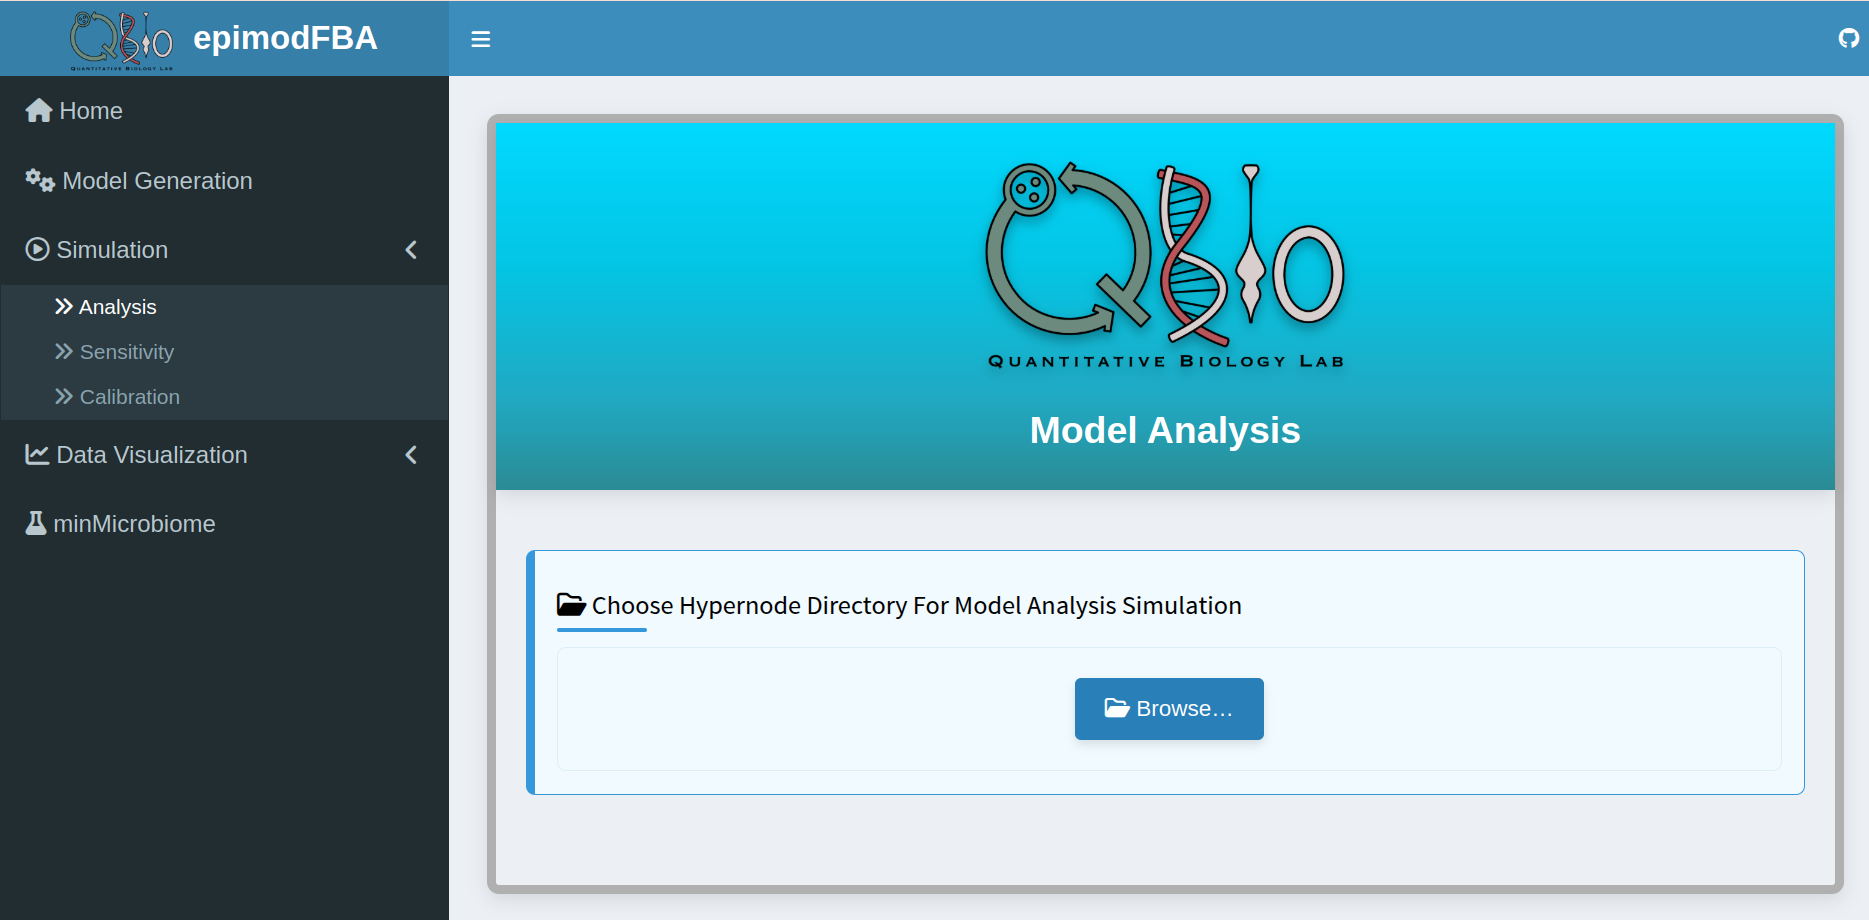 QBIO
QUANTITATIVE BIOLOGY LAB
epimodFBA
Home
Model Generation
Simulation
Analysis
Sensitivity
Calibration
Data Visualization
minMicrobiome
QBIO
QUANTITATIVE BIOLOGY LAB
Model Analysis
Choose Hypernode Directory For Model Analysis Simulation
Browse...